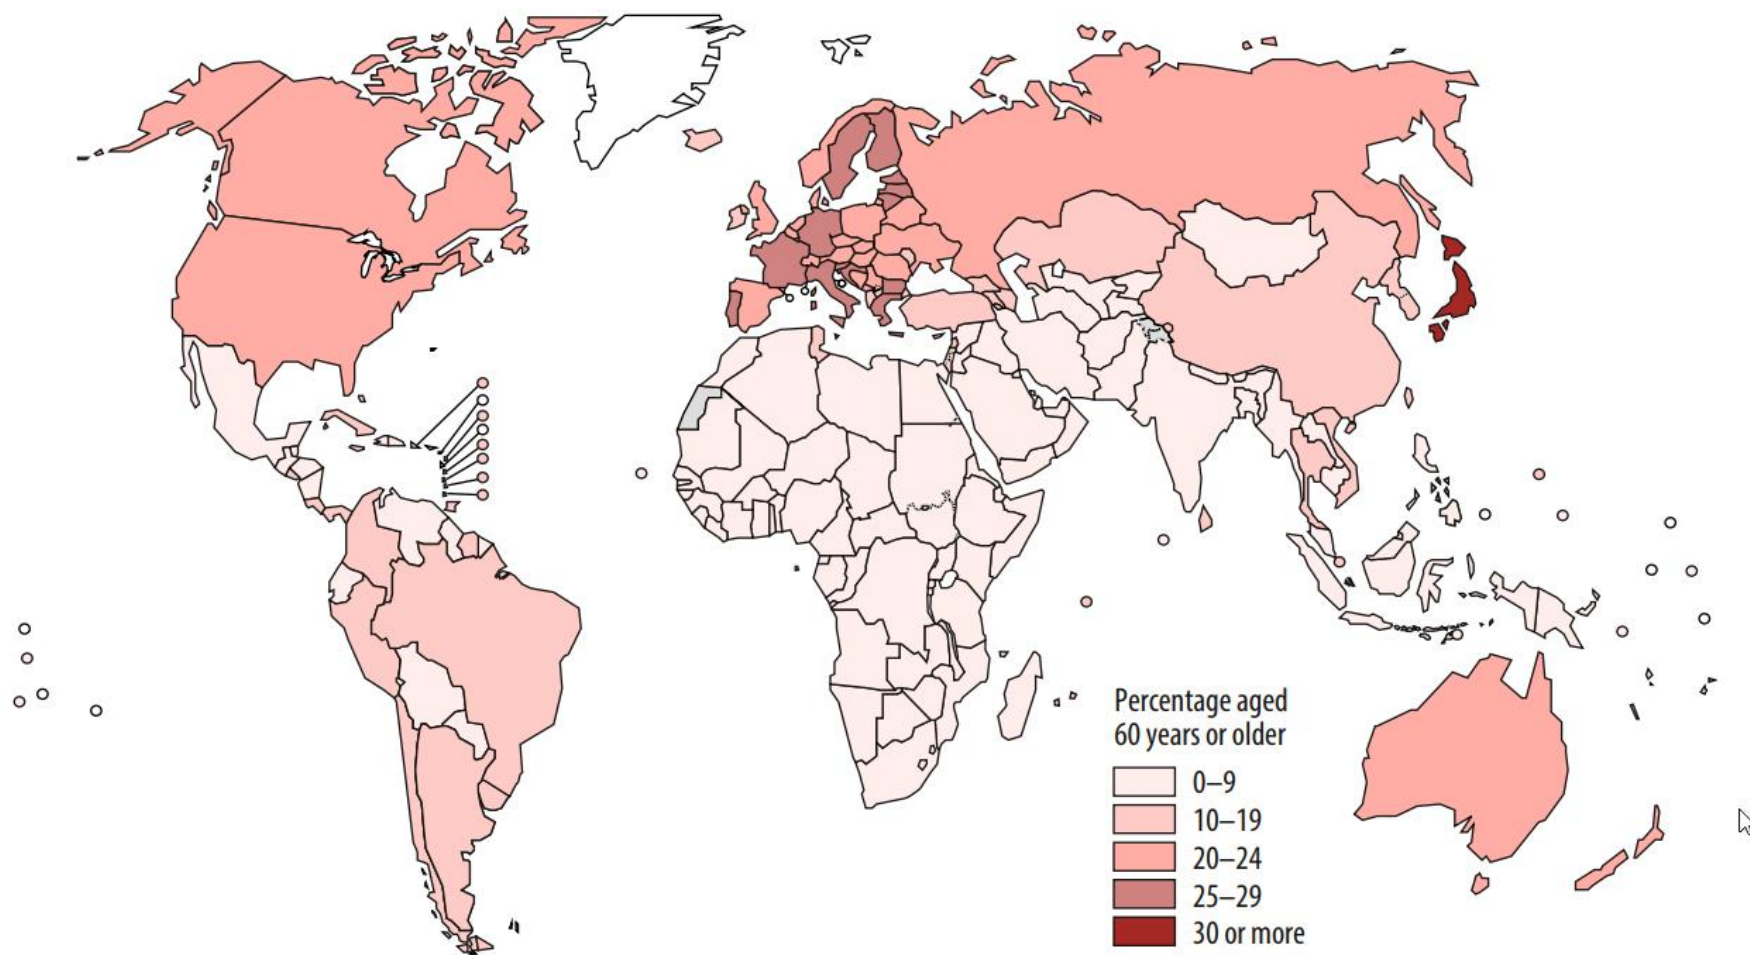 Percentage aged
60 years or older
0–9
10–19
20–24
25–29
30 or more